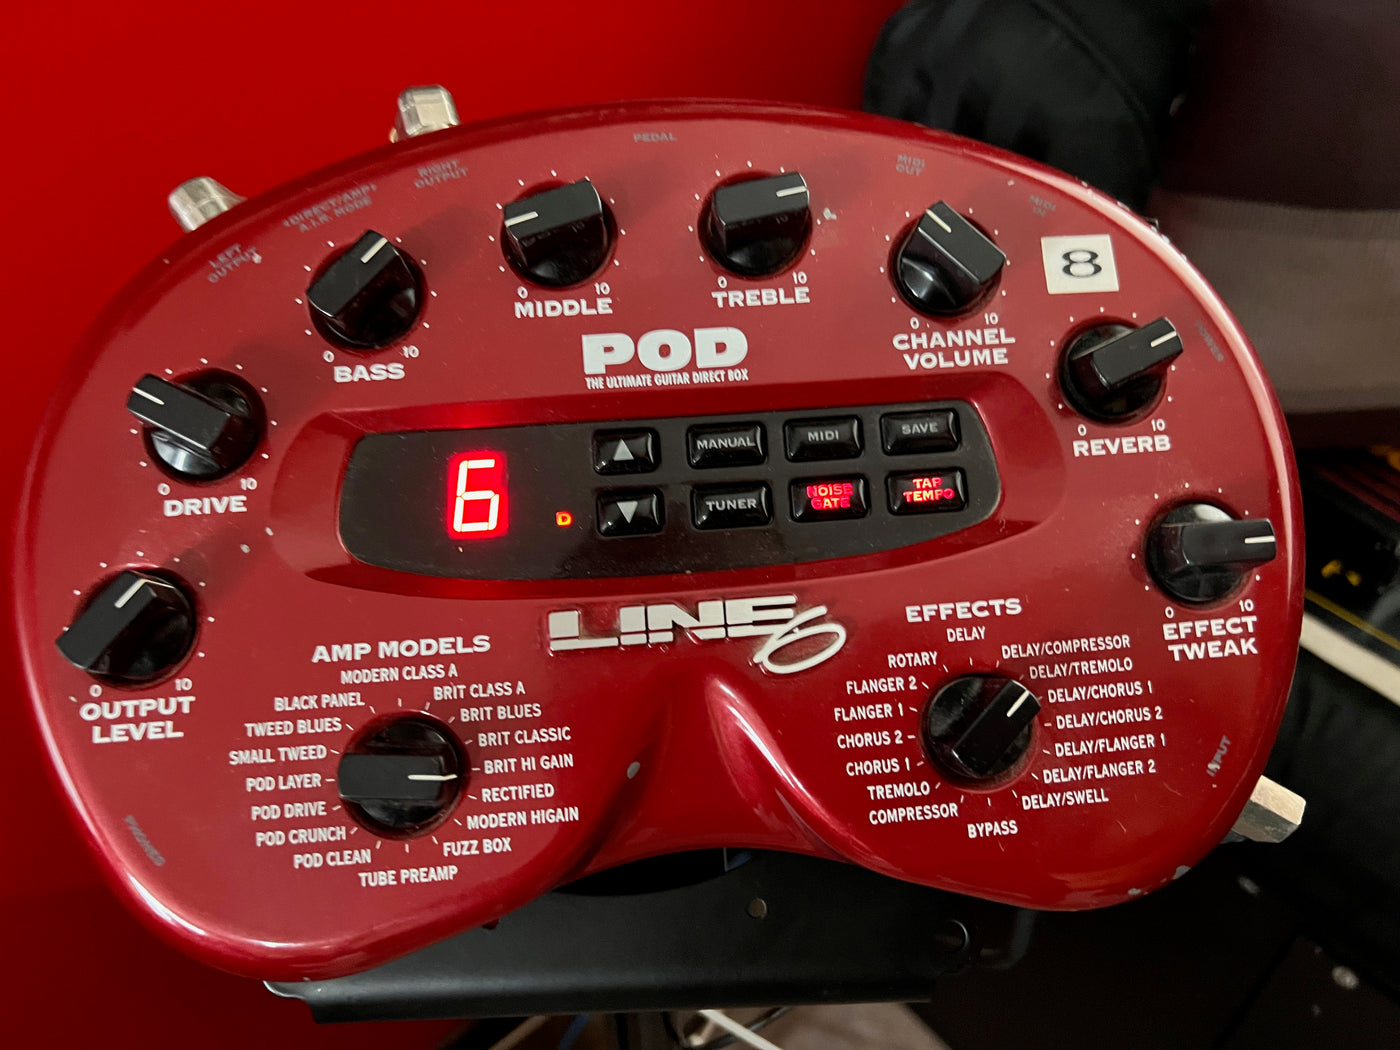 PEDAL
RIGHT
OUTPUT
MIDI
OUT
DIRECT/AMP
A.I.R. MODE
MIDI
IN
LEFT
OUTPUT
8
0 10
MIDDLE
0 10
TREBLE
0 10
CHANNEL
VOLUME
0 10
BASS
POD
THE ULTIMATE GUITAR DIRECT BOX
POWER
0 10
REVERB
0 10
DRIVE
6
D
MANUAL
MIDI
SAVE
TUNER
NOISE
GATE
TAP
TEMPO
0 10
EFFECT
TWEAK
0 10
OUTPUT
LEVEL
LINE 6
AMP MODELS
MODERN CLASS A
BLACK PANEL
BRIT CLASS A
TWEED BLUES
BRIT BLUES
SMALL TWEED
BRIT CLASSIC
POD LAYER
BRIT HI GAIN
POD DRIVE
RECTIFIED
POD CRUNCH
MODERN HIGAIN
POD CLEAN
FUZZ BOX
TUBE PREAMP
EFFECTS
DELAY
ROTARY
DELAY/COMPRESSOR
FLANGER 2
DELAY/TREMOLO
FLANGER 1
DELAY/CHORUS 1
CHORUS 2
DELAY/CHORUS 2
CHORUS 1
DELAY/FLANGER 1
TREMOLO
DELAY/FLANGER 2
COMPRESSOR
DELAY/SWELL
BYPASS
INPUT
PHONES